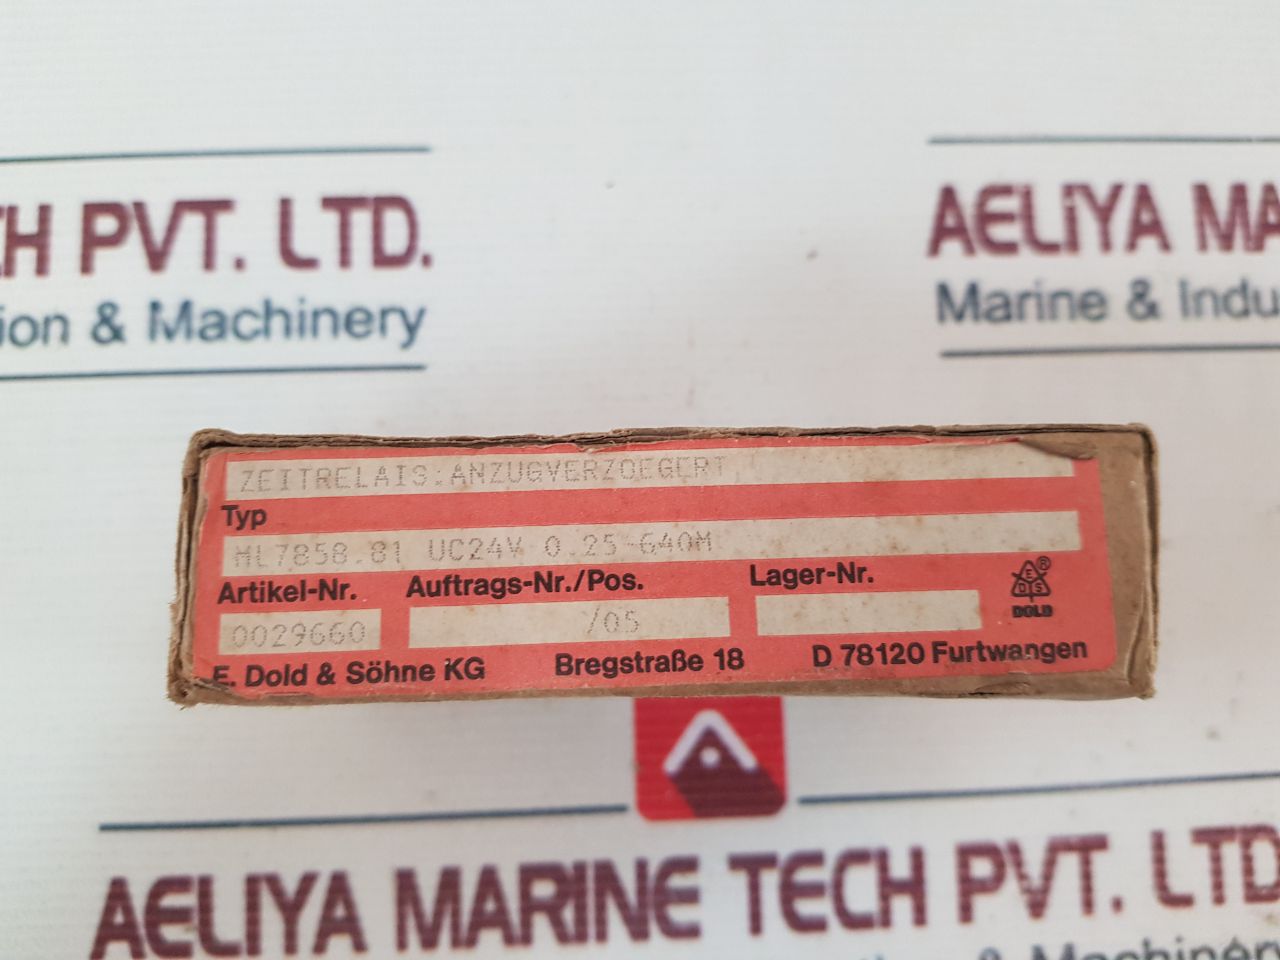 CH PVT. LTD.
ion & Machinery
AELIYA MA
Marine & Indu
ZEITRELAIS:ANZUGVERZOEGERT
Typ
ML7858.81 UC24V 0.25-640M
Artikel-Nr. Auftrags-Nr./Pos. Lager-Nr.
0029660 /05
E D S ®
DOLD
E. Dold & Söhne KG Bregstraße 18 D 78120 Furtwangen
AELIYA MARINE TECH PVT. LTD
& Machinery